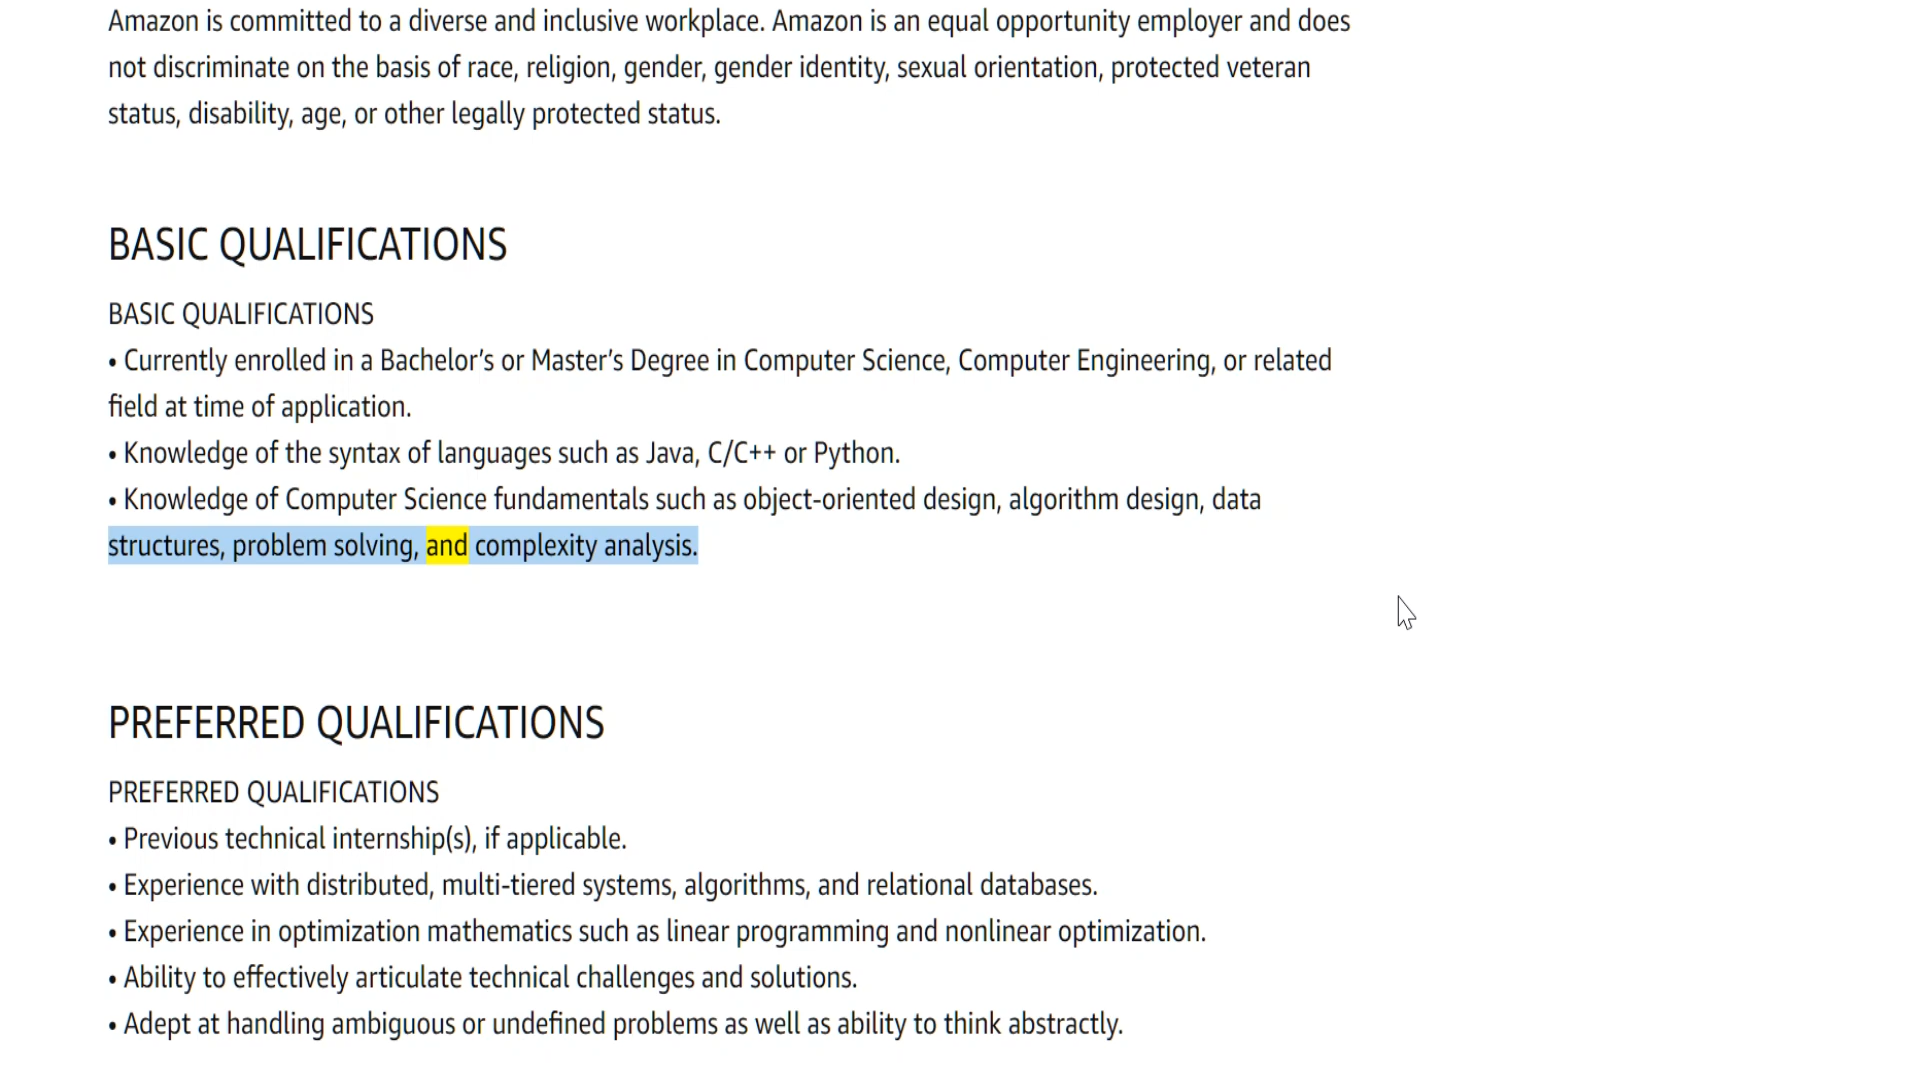 Amazon is committed to a diverse and inclusive workplace. Amazon is an equal opportunity employer and does
not discriminate on the basis of race, religion, gender, gender identity, sexual orientation, protected veteran
status, disability, age, or other legally protected status.
BASIC QUALIFICATIONS
BASIC QUALIFICATIONS
• Currently enrolled in a Bachelor’s or Master’s Degree in Computer Science, Computer Engineering, or related
field at time of application.
• Knowledge of the syntax of languages such as Java, C/C++ or Python.
• Knowledge of Computer Science fundamentals such as object-oriented design, algorithm design, data
structures, problem solving, and complexity analysis.
PREFERRED QUALIFICATIONS
PREFERRED QUALIFICATIONS
• Previous technical internship(s), if applicable.
• Experience with distributed, multi-tiered systems, algorithms, and relational databases.
• Experience in optimization mathematics such as linear programming and nonlinear optimization.
• Ability to effectively articulate technical challenges and solutions.
• Adept at handling ambiguous or undefined problems as well as ability to think abstractly.